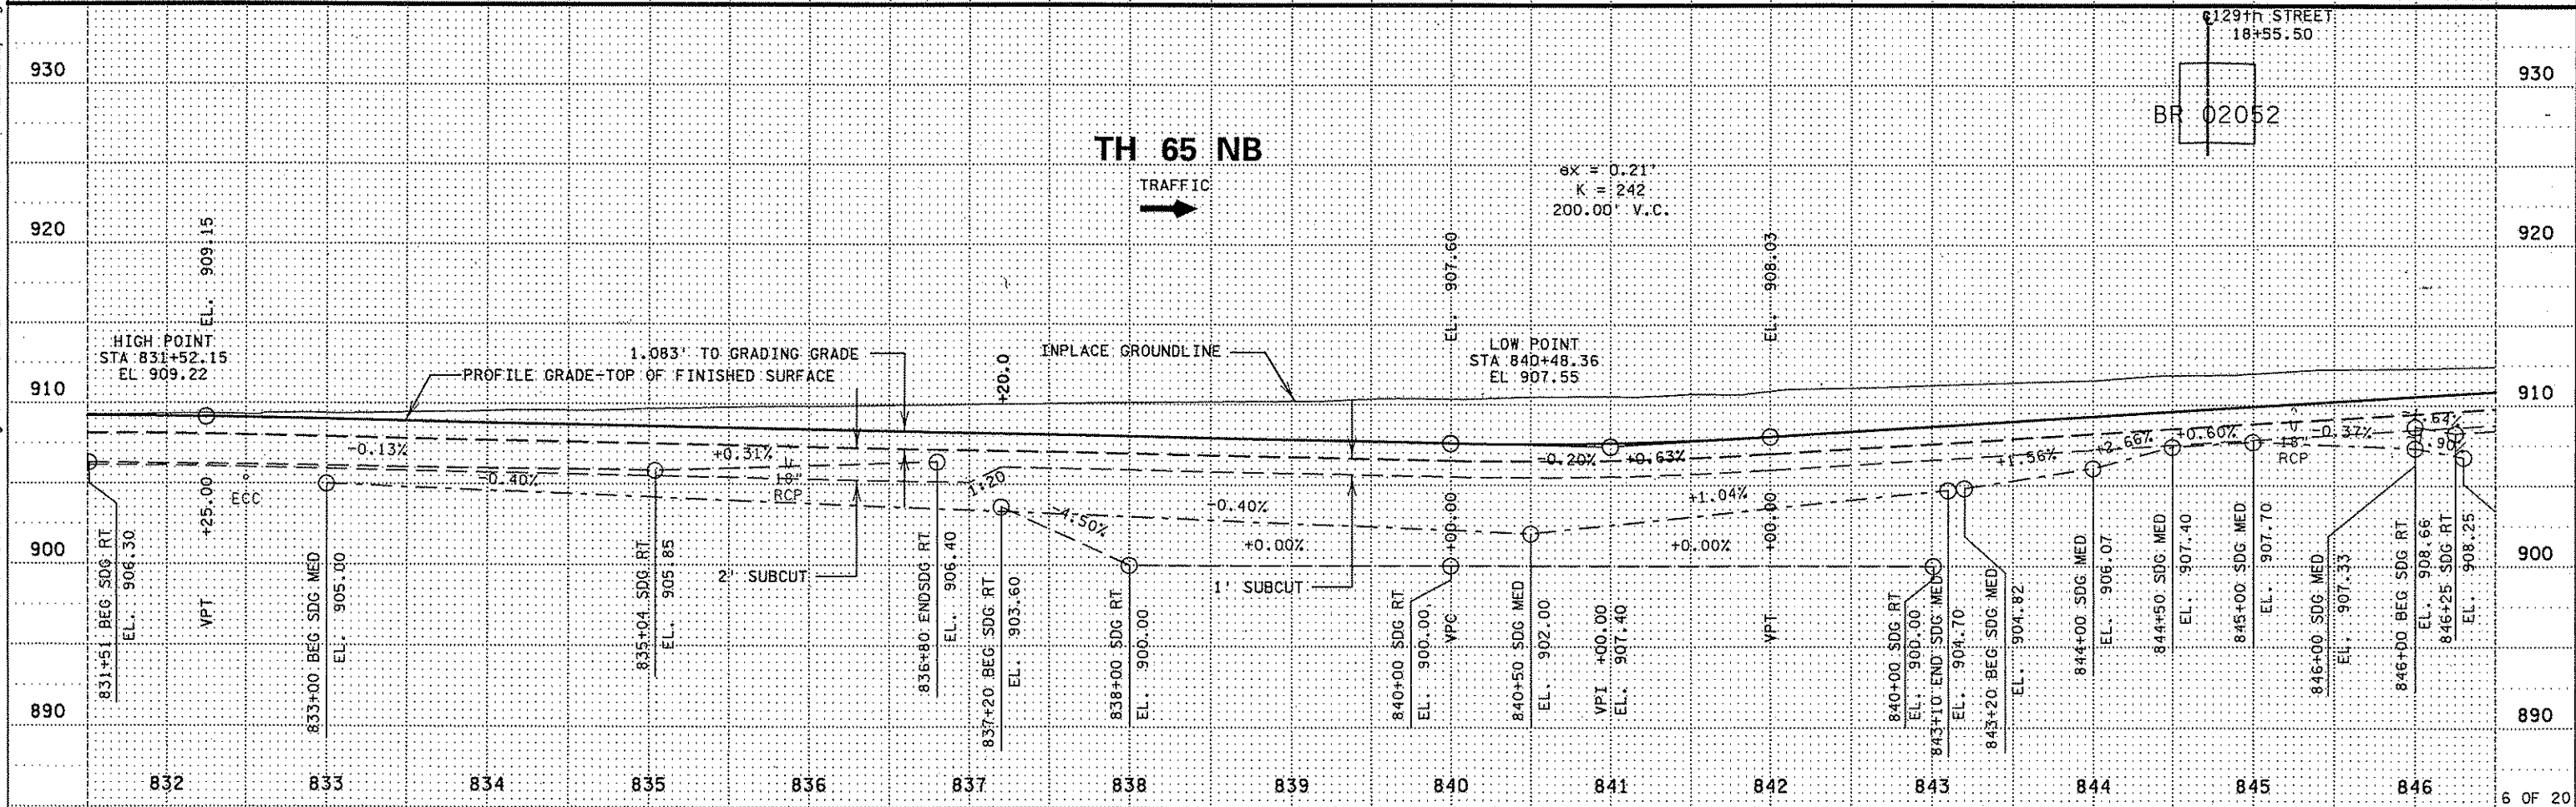 129th STREET
18+55.50
930
930
BR 02052
TH 65 NB
TRAFFIC
ex = 0.21'
K = 242
200.00' V.C.
920
920
EL. 909.15
EL. 907.60
EL. 908.03
HIGH POINT
STA 831+52.15
EL 909.22
1.083' TO GRADING GRADE
PROFILE GRADE-TOP OF FINISHED SURFACE
+20.0
INPLACE GROUNDLINE
LOW POINT
STA 840+48.36
EL 907.55
910
910
-0.13%
+0.31%
-0.40%
18"
RCP
1:20
-4.50%
-0.40%
+0.00%
-0.20%
+0.63%
+1.04%
+0.00%
+1.56%
+2.66%
+0.60%
-0.37%
18"
RCP
ECC
900
900
2' SUBCUT
1' SUBCUT
831+51 BEG SDG RT
EL. 906.30
VPT +25.00
833+00 BEG SDG MED
EL. 905.00
835+04 SDG RT
EL. 905.85
836+80 ENDSDG RT
EL. 906.40
837+20 BEG SDG RT
EL. 903.60
838+00 SDG RT
EL. 900.00
840+00 SDG RT
EL. 900.00
VPC +00.00
840+50 SDG MED
EL. 902.00
VPI +00.00
EL. 907.40
VPT +00.00
840+00 SDG RT
EL. 900.00
843+10 END SDG MED
EL. 904.70
843+20 BEG SDG MED
EL. 904.82
844+00 SDG MED
EL. 906.07
844+50 SDG MED
EL. 907.40
845+00 SDG MED
EL. 907.70
846+00 SDG MED
EL. 907.33
846+00 BEG SDG RT
EL. 908.66
846+25 SDG RT
EL. 908.25
890
890
832 833 834 835 836 837 838 839 840 841 842 843 844 845 846
6 OF 20